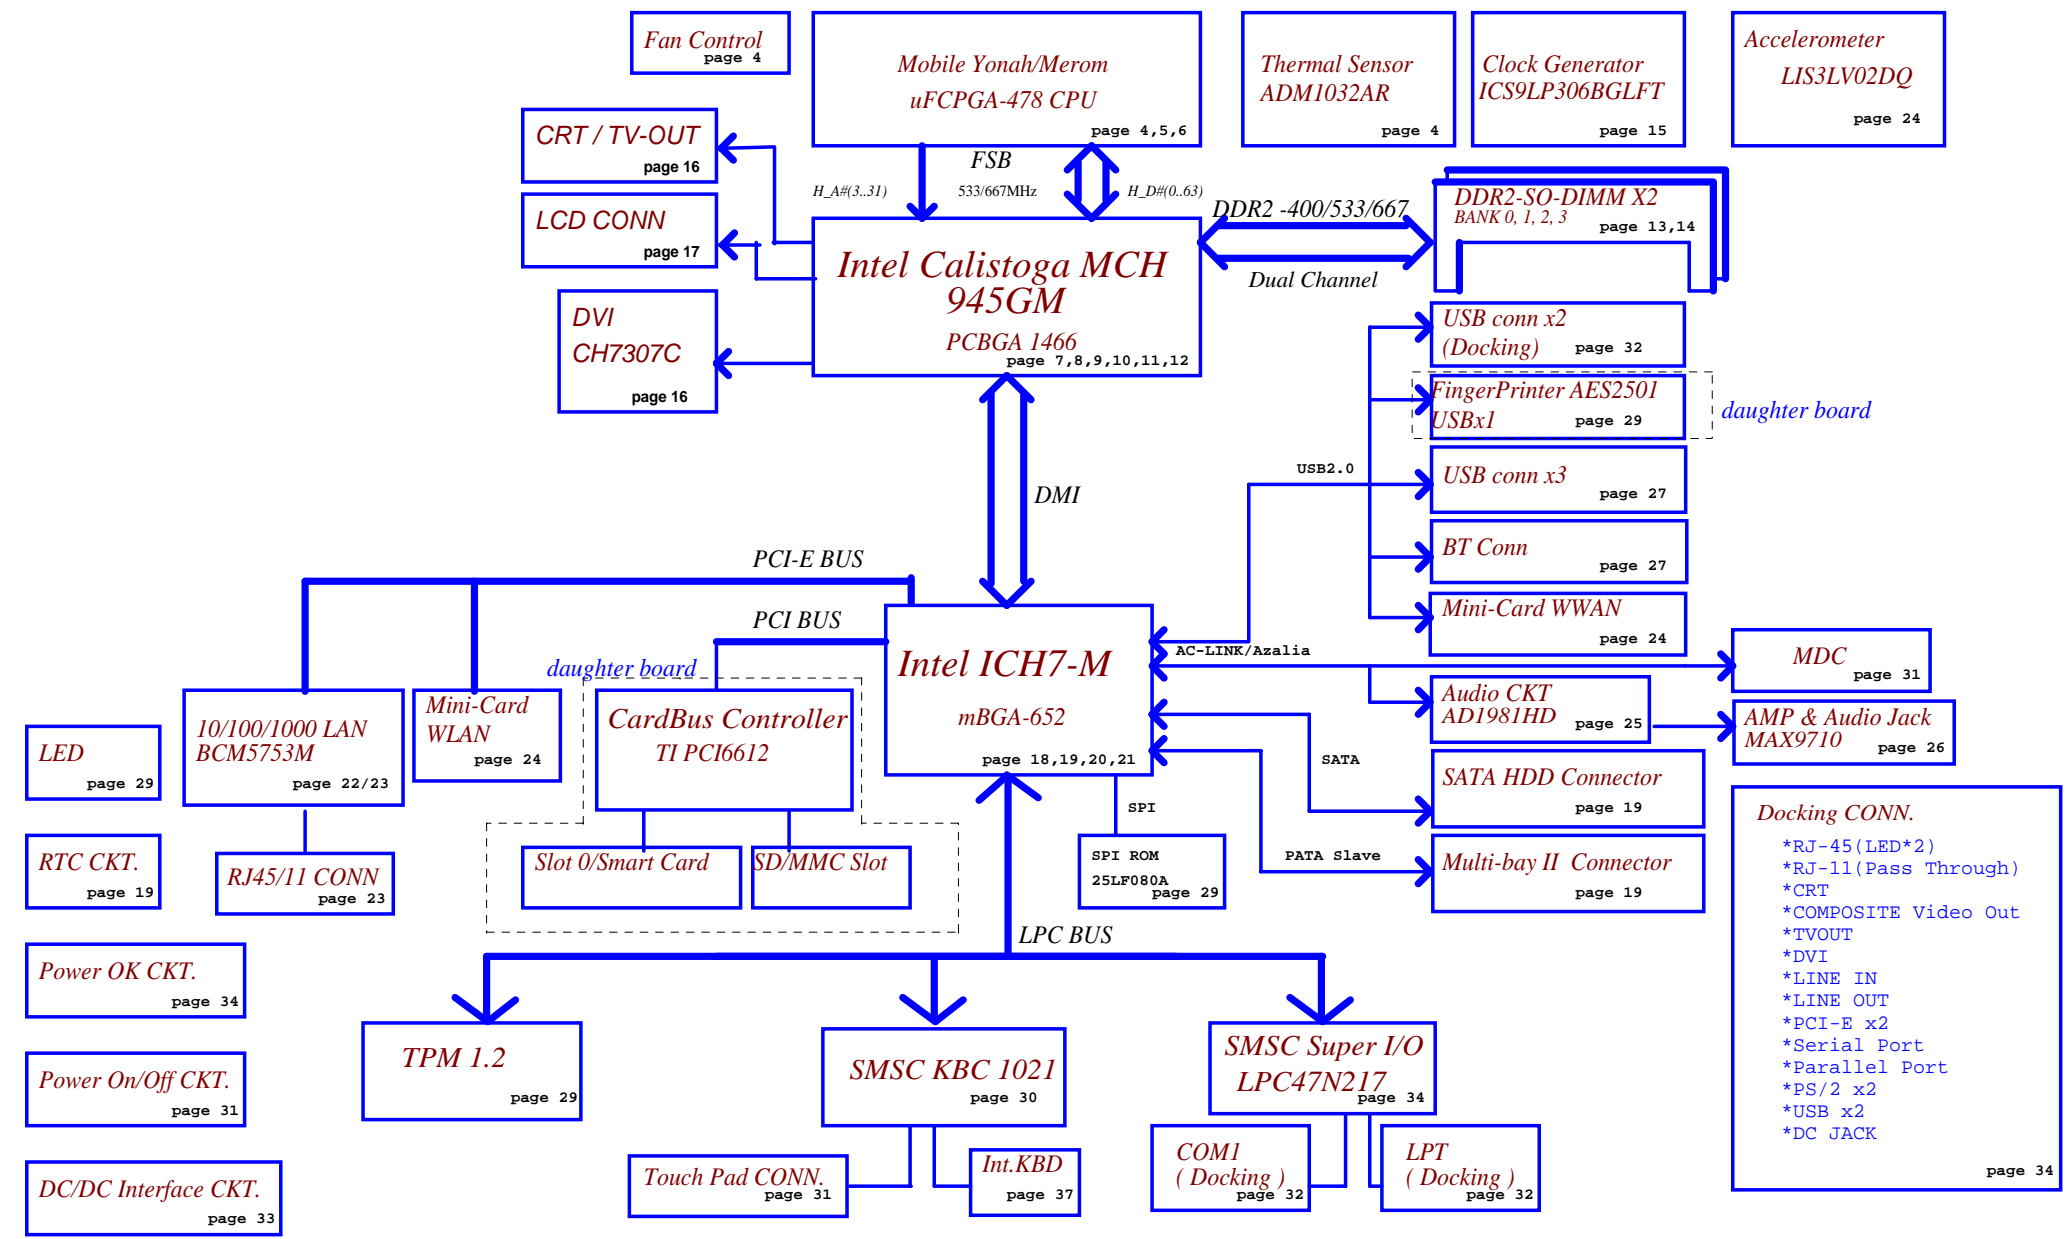 Fan Control
page 4
Mobile Yonah/Merom
uFCPGA-478 CPU
page 4,5,6
Thermal Sensor
ADM1032AR
page 4
Clock Generator
ICS9LP306BGLFT
page 15
Accelerometer
LIS3LV02DQ
page 24
CRT / TV-OUT
page 16
LCD CONN
page 17
DVI
CH7307C
page 16
FSB
H_A#(3..31)
533/667MHz
H_D#(0..63)
Intel Calistoga MCH
945GM
PCBGA 1466
page 7,8,9,10,11,12
DDR2 -400/533/667
Dual Channel
DDR2-SO-DIMM X2
BANK 0, 1, 2, 3
page 13,14
USB conn x2
(Docking)
page 32
FingerPrinter AES2501
USBx1
page 29
daughter board
USB2.0
USB conn x3
page 27
BT Conn
page 27
Mini-Card WWAN
page 24
DMI
PCI-E BUS
PCI BUS
Intel ICH7-M
mBGA-652
page 18,19,20,21
AC-LINK/Azalia
MDC
page 31
Audio CKT
AD1981HD
page 25
AMP & Audio Jack
MAX9710
page 26
SATA
SATA HDD Connector
page 19
PATA Slave
Multi-bay II Connector
page 19
SPI
SPI ROM
25LF080A
page 29
daughter board
CardBus Controller
TI PCI6612
Slot 0/Smart Card
SD/MMC Slot
Mini-Card
WLAN
page 24
10/100/1000 LAN
BCM5753M
page 22/23
RJ45/11 CONN
page 23
LED
page 29
RTC CKT.
page 19
Power OK CKT.
page 34
Power On/Off CKT.
page 31
DC/DC Interface CKT.
page 33
LPC BUS
TPM 1.2
page 29
SMSC KBC 1021
page 30
SMSC Super I/O
LPC47N217
page 34
Touch Pad CONN.
page 31
Int.KBD
page 37
COM1
( Docking )
page 32
LPT
( Docking )
page 32
Docking CONN.
*RJ-45(LED*2)
*RJ-11(Pass Through)
*CRT
*COMPOSITE Video Out
*TVOUT
*DVI
*LINE IN
*LINE OUT
*PCI-E x2
*Serial Port
*Parallel Port
*PS/2 x2
*USB x2
*DC JACK
page 34